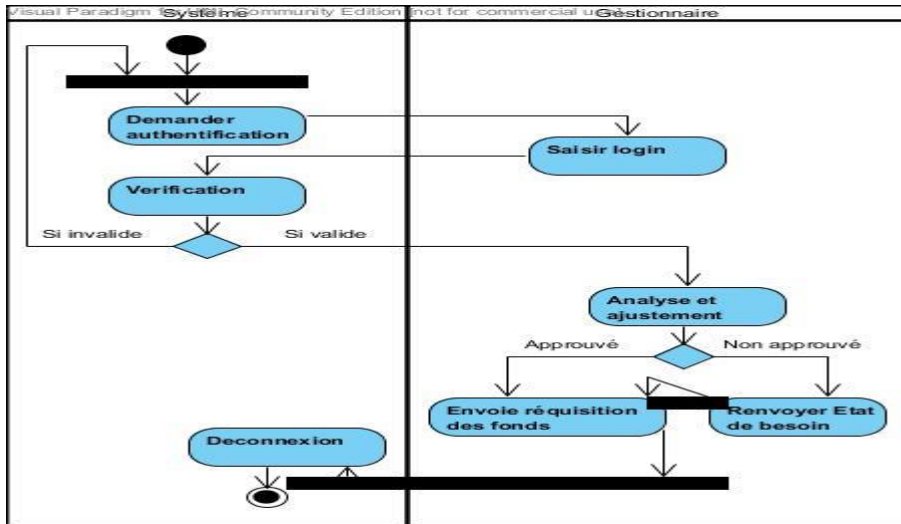 Visual Paradigm for UML Community Edition [not for commercial use]
Système
Gestionnaire
Demander
authentification
Saisir login
Verification
Si invalide
Si valide
Analyse et
ajustement
Approuvé
Non approuvé
Envoie réquisition
des fonds
Renvoyer Etat
de besoin
Deconnexion